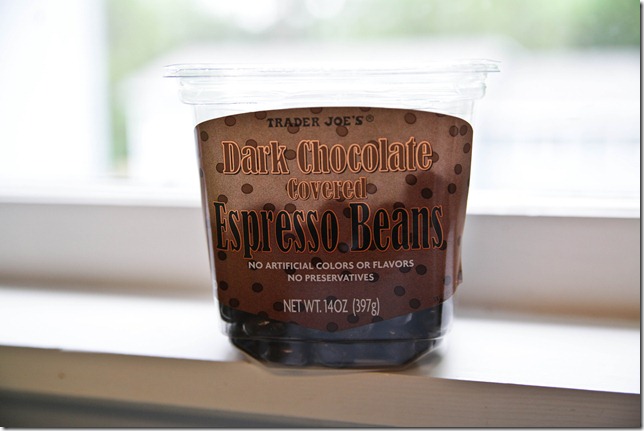 TRADER JOE'S®
Dark Chocolate
Covered
Espresso Beans
NO ARTIFICIAL COLORS OR FLAVORS
NO PRESERVATIVES
NET WT. 14OZ (397g)